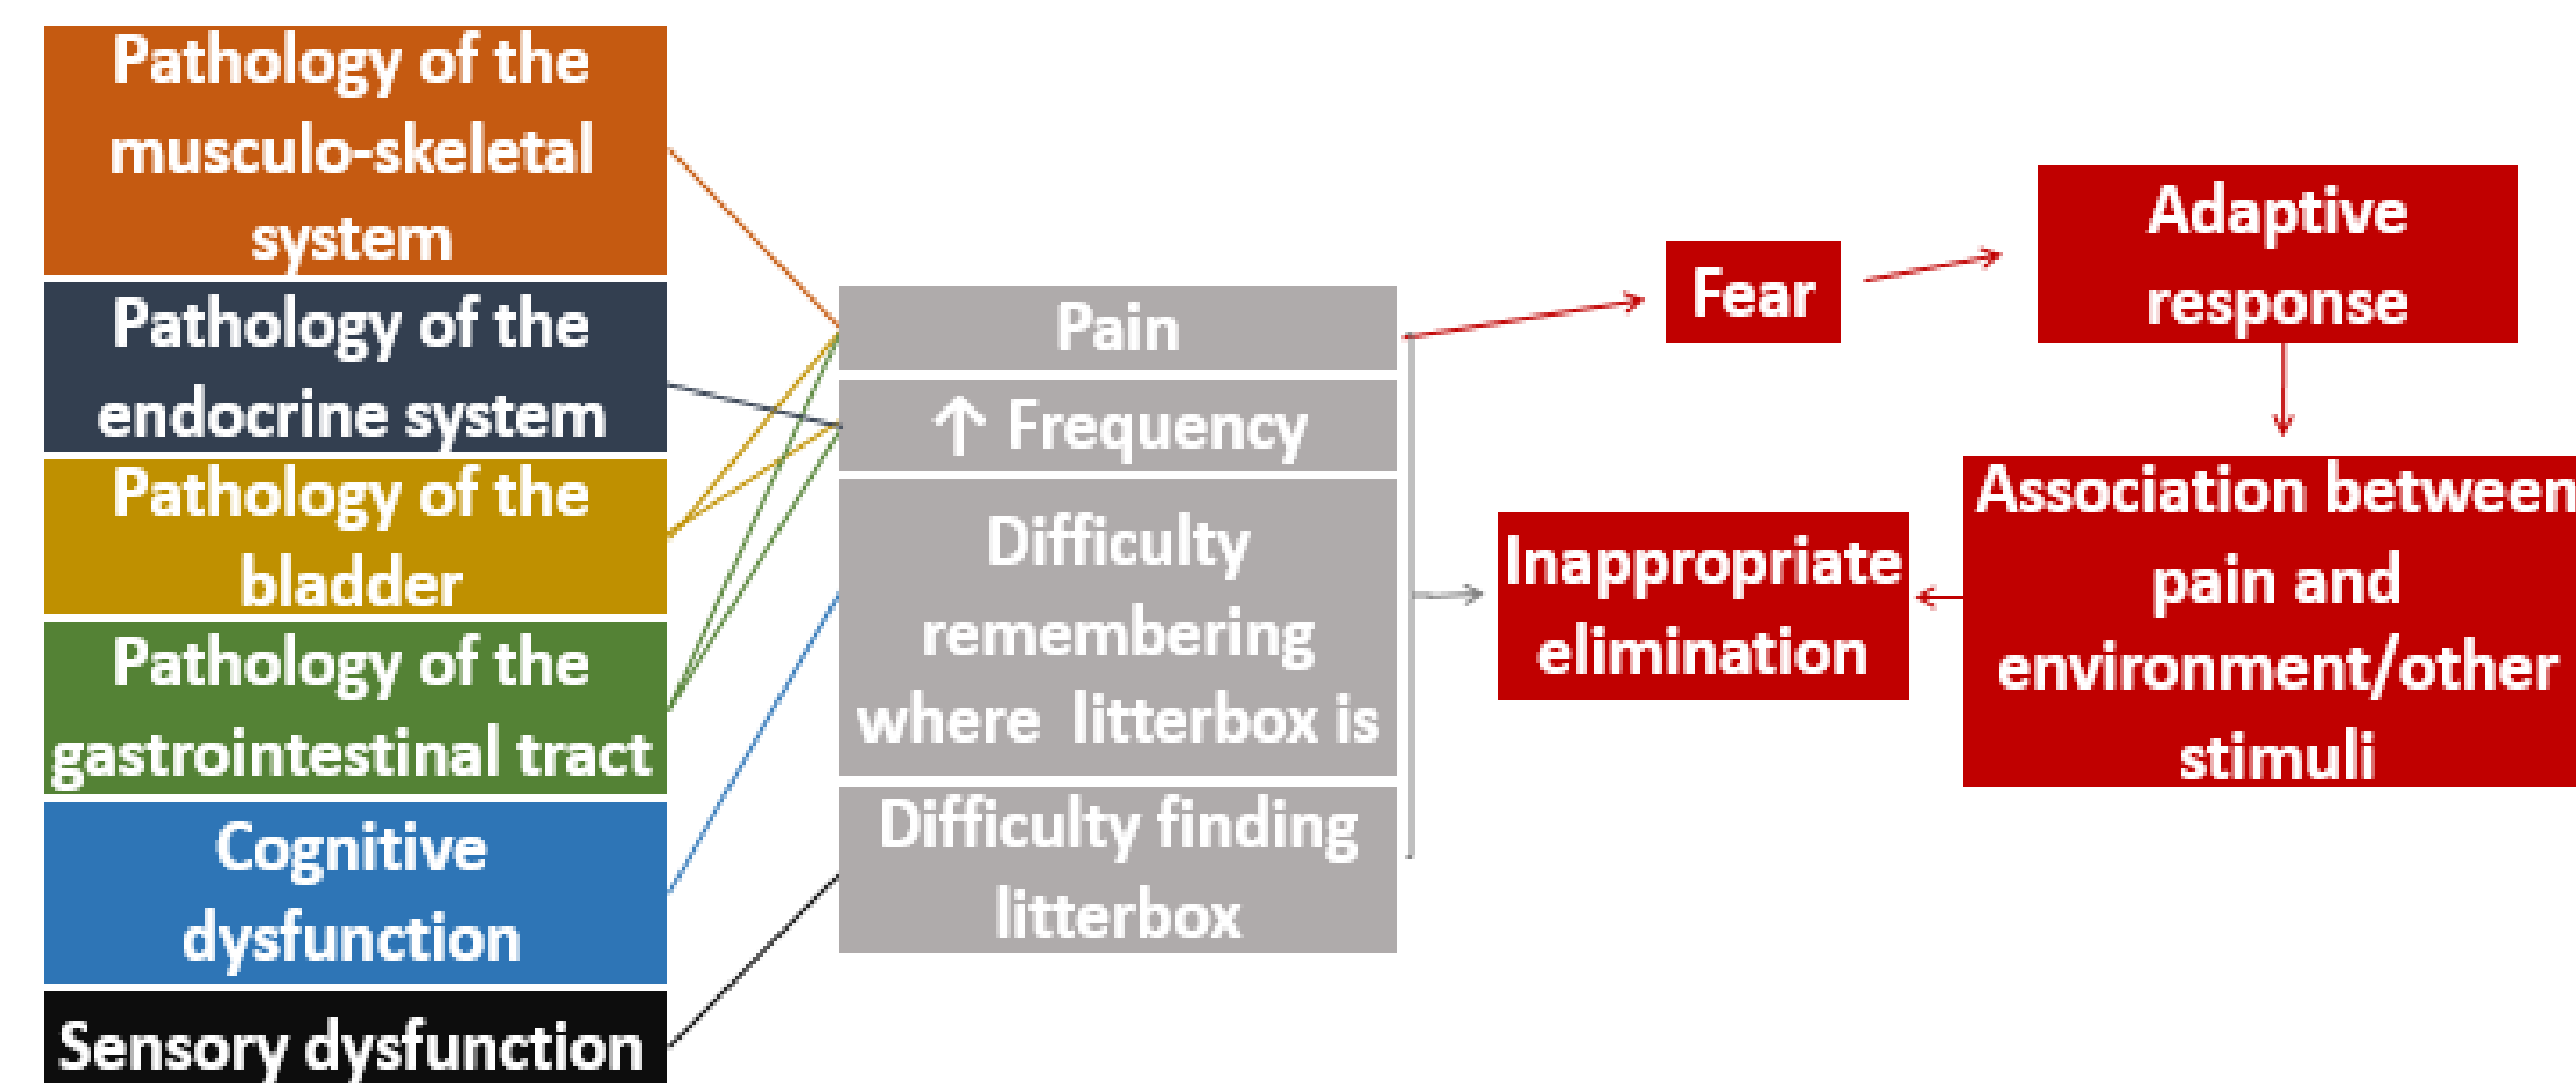 Pathology of the
musculo-skeletal
system
Pathology of the
endocrine system
Pathology of the
bladder
Pathology of the
gastrointestinal tract
Cognitive
dysfunction
Sensory dysfunction
Pain
↑ Frequency
Difficulty
remembering
where litterbox is
Difficulty finding
litterbox
Fear
Adaptive
response
Association between
pain and
environment/other
stimuli
Inappropriate
elimination